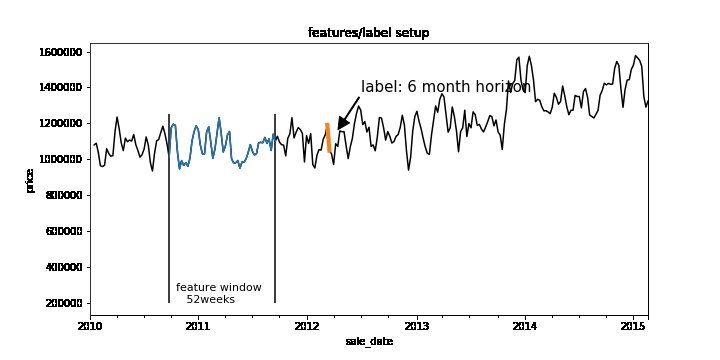 features/label setup
1600000
label: 6 month horizon
1400000
1200000
1000000
800000
600000
400000
200000
price
feature window
52weeks
2010 2011 2012 2013 2014 2015
sale_date